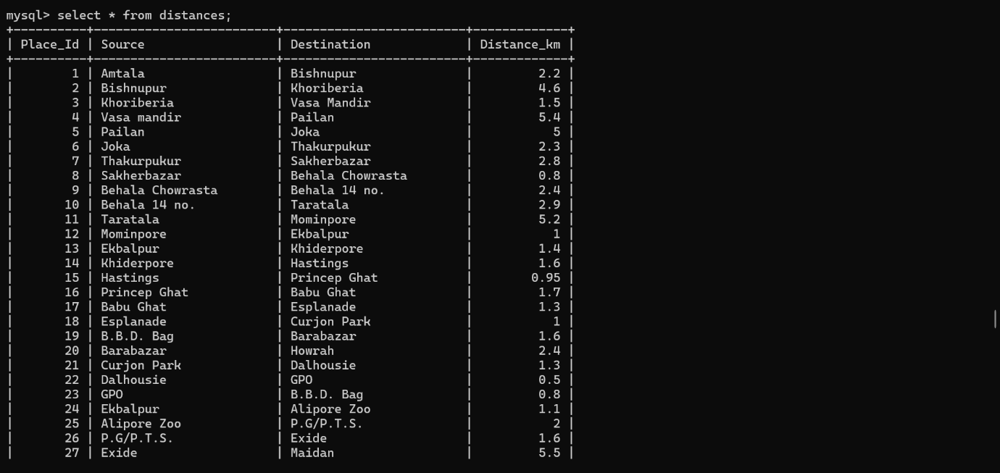 mysql> select * from distances;
+----------+-------------------------+-------------------------+-------------+
| Place_Id | Source                  | Destination             | Distance_km |
+----------+-------------------------+-------------------------+-------------+
|        1 | Amtala                  | Bishnupur               |         2.2 |
|        2 | Bishnupur               | Khoriberia              |         4.6 |
|        3 | Khoriberia              | Vasa Mandir             |         1.5 |
|        4 | Vasa mandir             | Pailan                  |         5.4 |
|        5 | Pailan                  | Joka                    |           5 |
|        6 | Joka                    | Thakurpukur             |         2.3 |
|        7 | Thakurpukur             | Sakherbazar             |         2.8 |
|        8 | Sakherbazar             | Behala Chowrasta        |         0.8 |
|        9 | Behala Chowrasta        | Behala 14 no.           |         2.4 |
|       10 | Behala 14 no.           | Taratala                |         2.9 |
|       11 | Taratala                | Mominpore               |         5.2 |
|       12 | Mominpore               | Ekbalpur                |           1 |
|       13 | Ekbalpur                | Khiderpore              |         1.4 |
|       14 | Khiderpore              | Hastings                |         1.6 |
|       15 | Hastings                | Princep Ghat            |        0.95 |
|       16 | Princep Ghat            | Babu Ghat               |         1.7 |
|       17 | Babu Ghat               | Esplanade               |         1.3 |
|       18 | Esplanade               | Curjon Park             |           1 |
|       19 | B.B.D. Bag              | Barabazar               |         1.6 |
|       20 | Barabazar               | Howrah                  |         2.4 |
|       21 | Curjon Park             | Dalhousie               |         1.3 |
|       22 | Dalhousie               | GPO                     |         0.5 |
|       23 | GPO                     | B.B.D. Bag              |         0.8 |
|       24 | Ekbalpur                | Alipore Zoo             |         1.1 |
|       25 | Alipore Zoo             | P.G/P.T.S.              |           2 |
|       26 | P.G/P.T.S.              | Exide                   |         1.6 |
|       27 | Exide                   | Maidan                  |         5.5 |